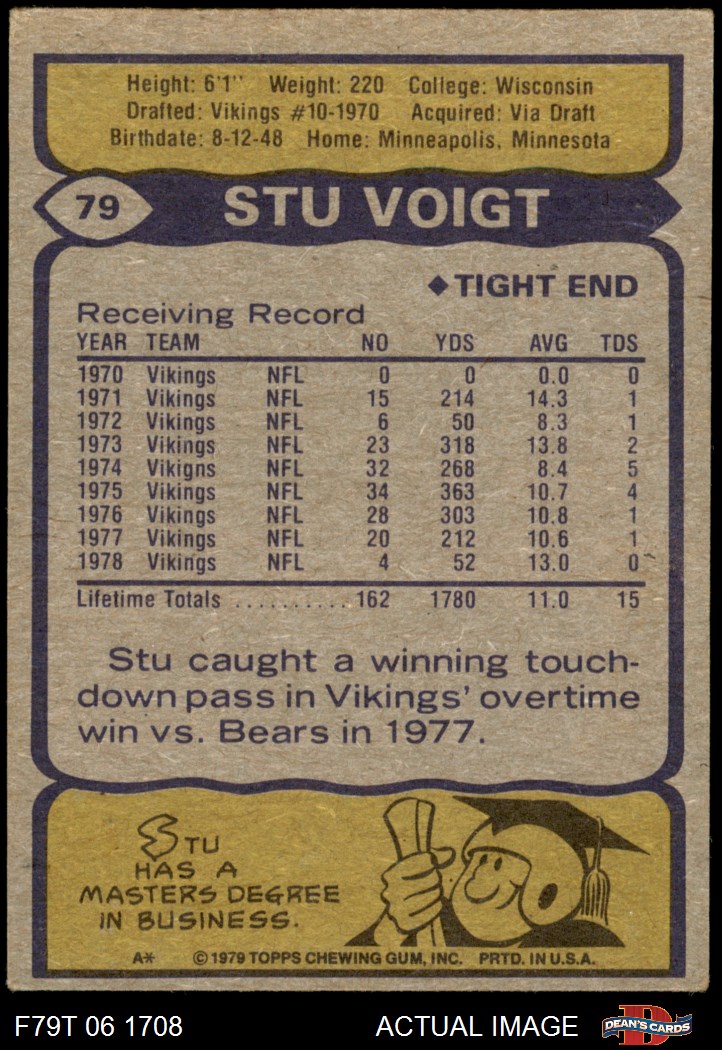 Height: 6'1" Weight: 220 College: Wisconsin
Drafted: Vikings #10-1970 Acquired: Via Draft
Birthdate: 8-12-48 Home: Minneapolis, Minnesota
79 STU VOIGT
◆TIGHT END
Receiving Record
YEAR TEAM NO YDS AVG TDS
1970 Vikings NFL 0 0 0.0 0
1971 Vikings NFL 15 214 14.3 1
1972 Vikings NFL 6 50 8.3 1
1973 Vikings NFL 23 318 13.8 2
1974 Vikigns NFL 32 268 8.4 5
1975 Vikings NFL 34 363 10.7 4
1976 Vikings NFL 28 303 10.8 1
1977 Vikings NFL 20 212 10.6 1
1978 Vikings NFL 4 52 13.0 0
Lifetime Totals .......... 162 1780 11.0 15
Stu caught a winning touch-
down pass in Vikings' overtime
win vs. Bears in 1977.
STU
HAS A
MASTERS DEGREE
IN BUSINESS.
A* ©1979 TOPPS CHEWING GUM, INC. PRTD. IN U.S.A.
F79T 06 1708 ACTUAL IMAGE D DEAN'S CARDS